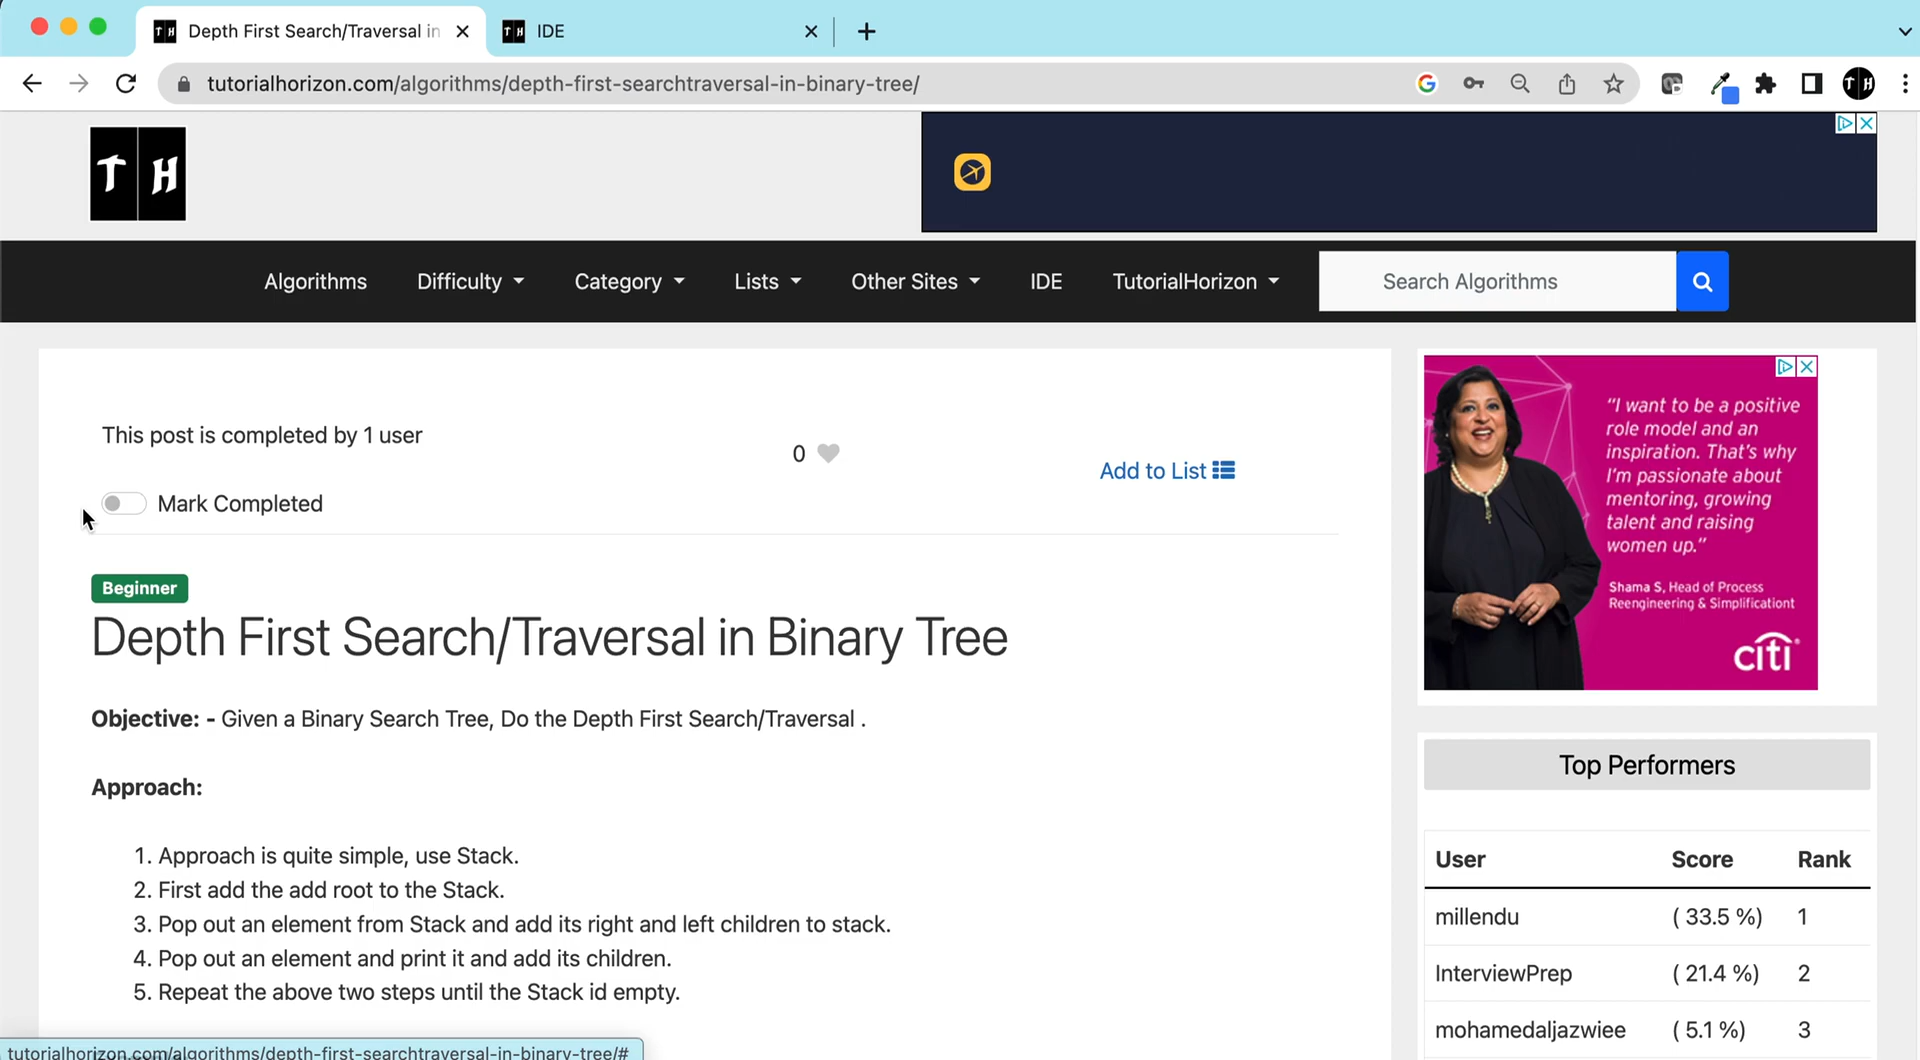 Depth First Search/Traversal in
IDE
tutorialhorizon.com/algorithms/depth-first-searchtraversal-in-binary-tree/
T H
Algorithms Difficulty Category Lists Other Sites IDE TutorialHorizon Search Algorithms
This post is completed by 1 user
0
Add to List
Mark Completed
Beginner
Depth First Search/Traversal in Binary Tree
Objective: - Given a Binary Search Tree, Do the Depth First Search/Traversal .
Approach:
1. Approach is quite simple, use Stack.
2. First add the add root to the Stack.
3. Pop out an element from Stack and add its right and left children to stack.
4. Pop out an element and print it and add its children.
5. Repeat the above two steps until the Stack id empty.
"I want to be a positive
role model and an
inspiration. That's why
I'm passionate about
mentoring, growing
talent and raising
women up."
Shama S, Head of Process
Reengineering & Simplificationt
citi
Top Performers
User Score Rank
millendu ( 33.5 %) 1
InterviewPrep ( 21.4 %) 2
mohamedaljazwiee ( 5.1 %) 3
tutorialhorizon.com/algorithms/depth-first-searchtraversal-in-binary-tree/#